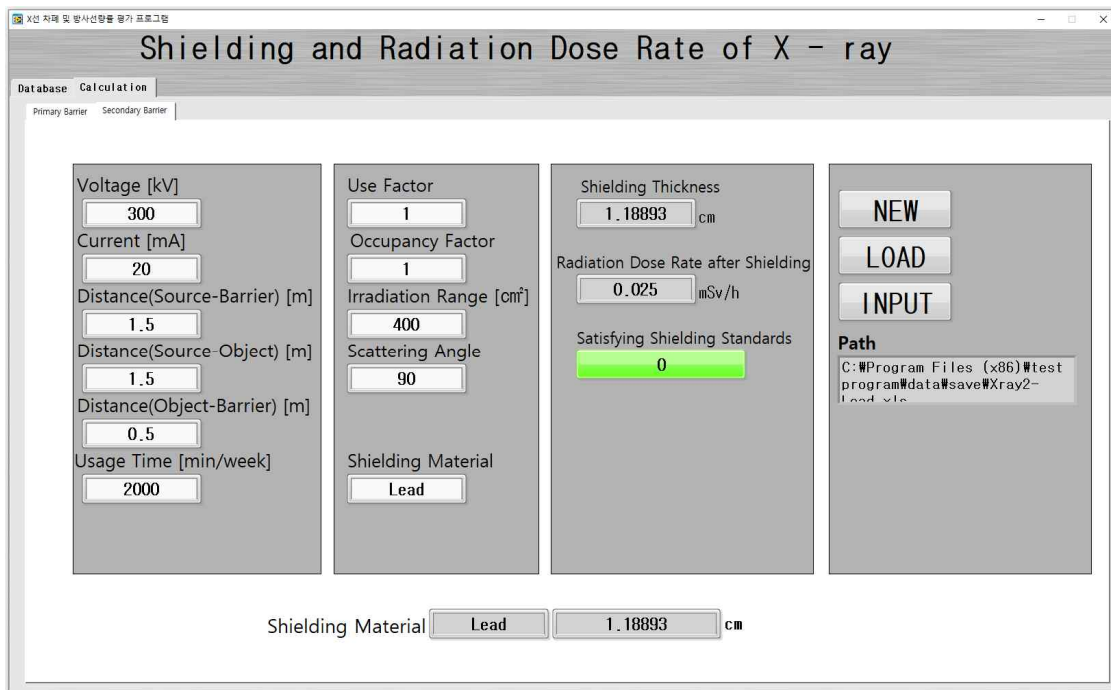 X선 차폐 및 방사선량률 평가 프로그램
Shielding and Radiation Dose Rate of X - ray
Database Calculation
Primary Barrier Secondary Barrier
Voltage [kV]
300
Current [mA]
20
Distance(Source-Barrier) [m]
1.5
Distance(Source-Object) [m]
1.5
Distance(Object-Barrier) [m]
0.5
Usage Time [min/week]
2000
Use Factor
1
Occupancy Factor
1
Irradiation Range [㎠]
400
Scattering Angle
90
Shielding Material
Lead
Shielding Thickness
1.18893 cm
Radiation Dose Rate after Shielding
0.025 mSv/h
Satisfying Shielding Standards
0
NEW
LOAD
INPUT
Path
C:₩Program Files (x86)₩test
program₩data₩save₩Xray2-
Lead.xls
Shielding Material Lead 1.18893 cm